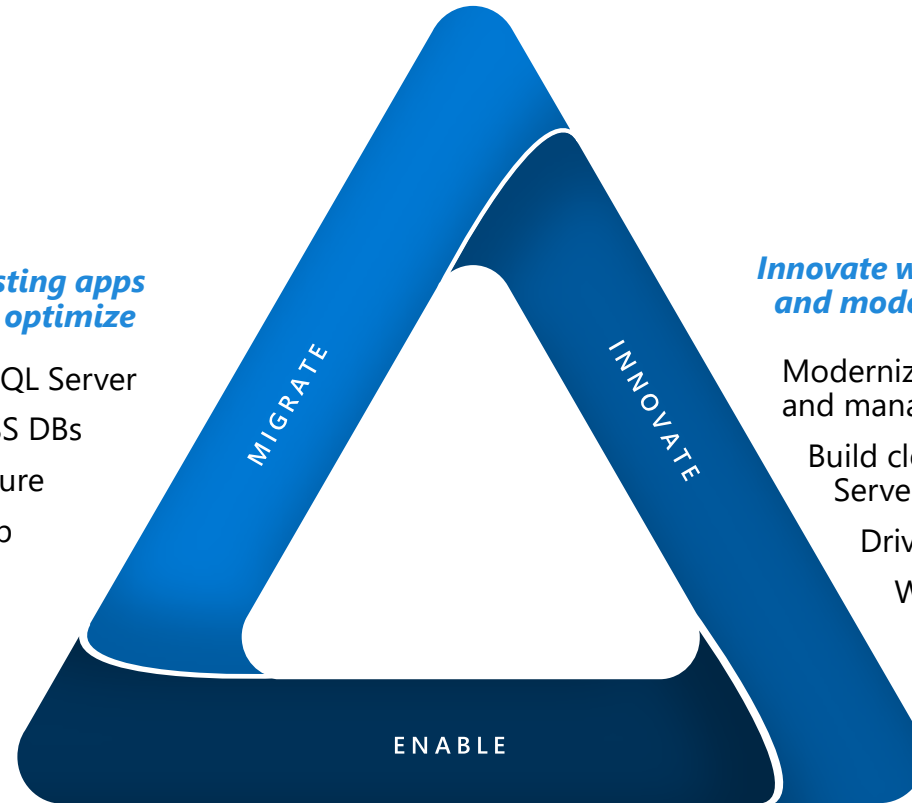 sting apps
optimize
QL Server
S DBs
ure
MIGRATE
INNOVATE
ENABLE
Innovate w
and mode
Moderniz
and mana
Build clo
Serve
Driv
W